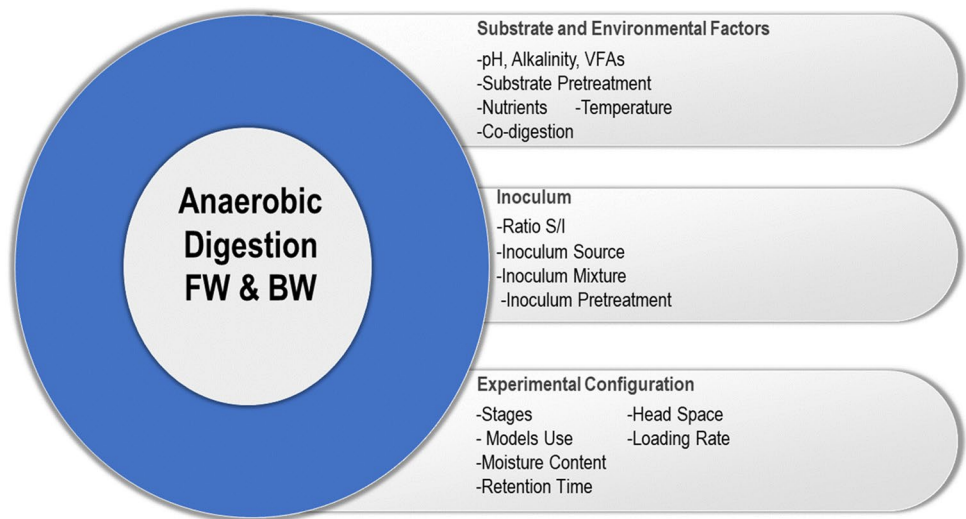 Anaerobic
Digestion
FW & BW
Substrate and Environmental Factors
-pH, Alkalinity, VFAs
-Substrate Pretreatment
-Nutrients -Temperature
-Co-digestion
Inoculum
-Ratio S/I
-Inoculum Source
-Inoculum Mixture
-Inoculum Pretreatment
Experimental Configuration
-Stages -Head Space
- Models Use -Loading Rate
-Moisture Content
-Retention Time